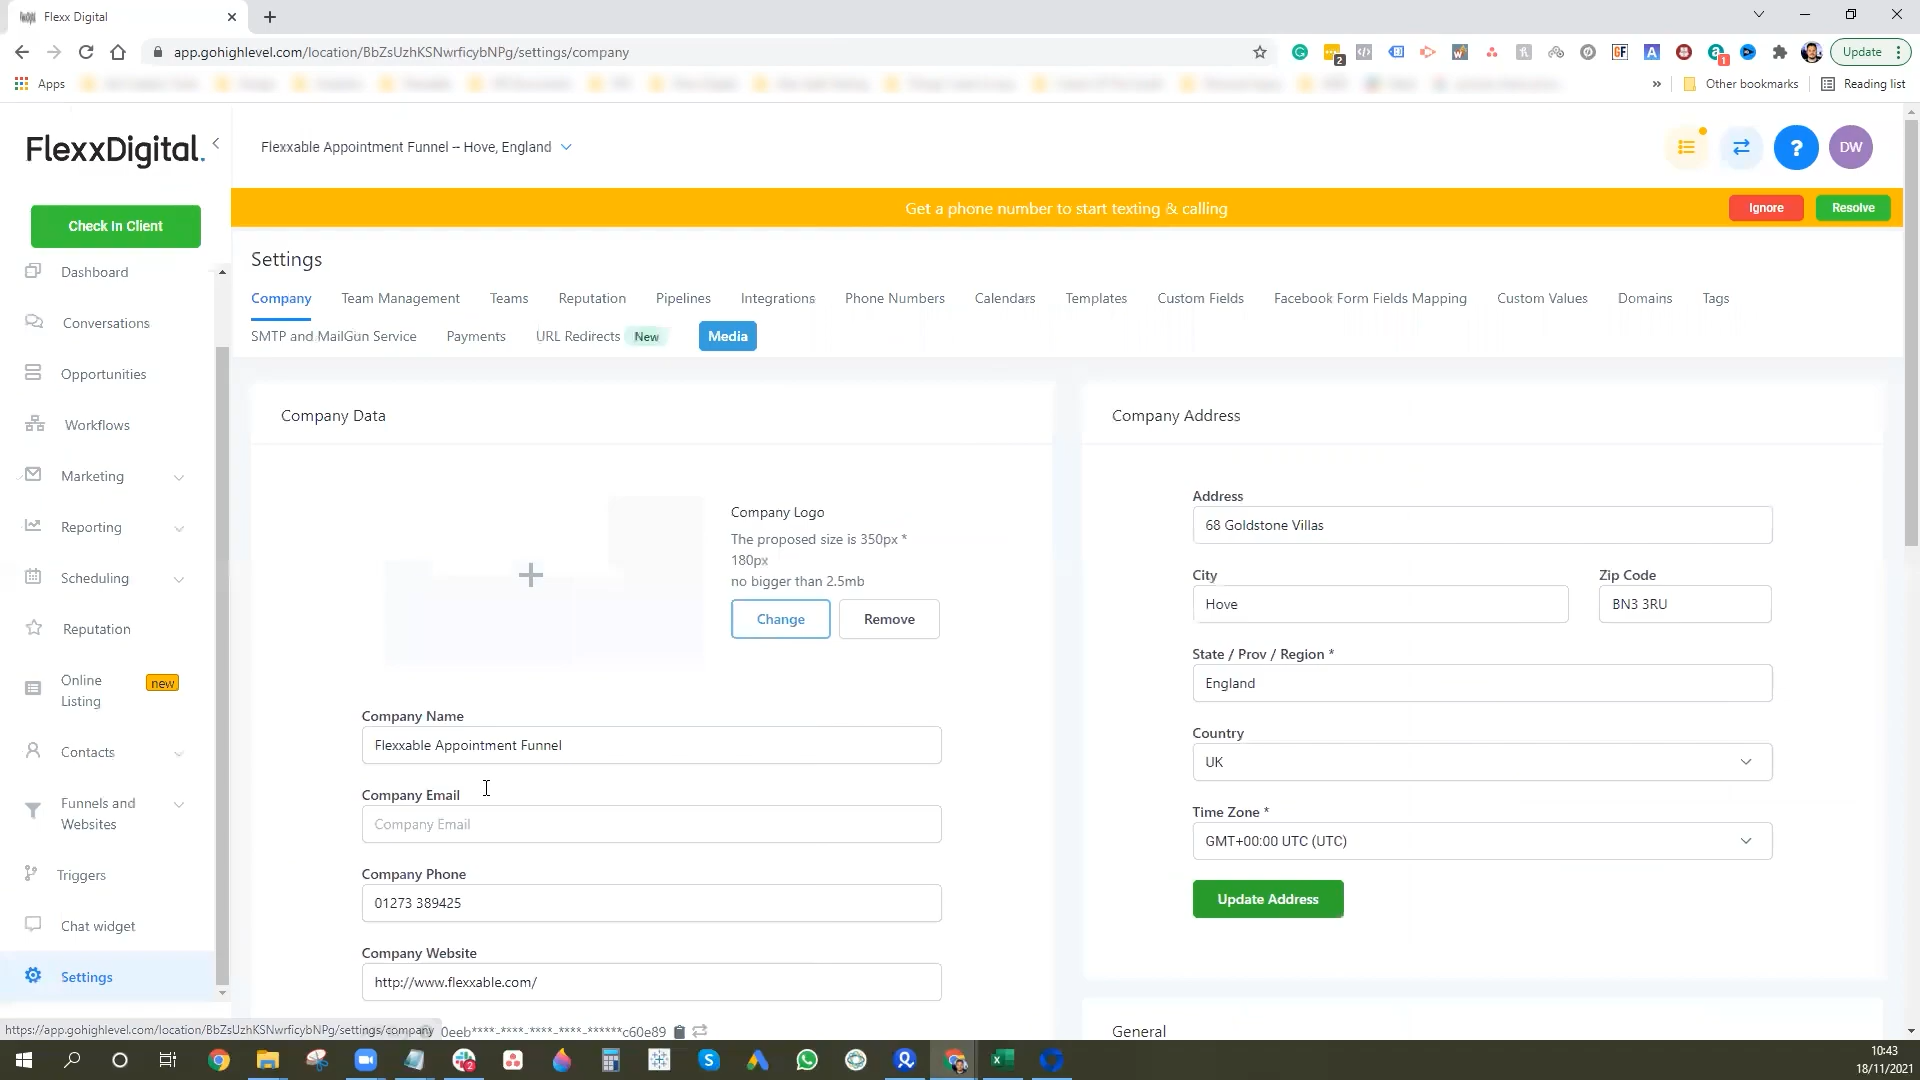 Flexx Digital
app.gohighlevel.com/location/BbZsUzhKSNwrficybNPg/settings/company
2
1
Update
Apps
»
Other bookmarks
Reading list
FlexxDigital.
Flexxable Appointment Funnel -- Hove, England
?
DW
Get a phone number to start texting & calling
Ignore
Resolve
Check In Client
Dashboard
Conversations
Opportunities
Workflows
Marketing
Reporting
Scheduling
Reputation
Online Listing
new
Contacts
Funnels and Websites
Triggers
Chat widget
Settings
Settings
Company
Team Management
Teams
Reputation
Pipelines
Integrations
Phone Numbers
Calendars
Templates
Custom Fields
Facebook Form Fields Mapping
Custom Values
Domains
Tags
SMTP and MailGun Service
Payments
URL Redirects
New
Media
Company Data
Company Logo
The proposed size is 350px *
180px
no bigger than 2.5mb
Change
Remove
Company Name
Flexxable Appointment Funnel
Company Email
Company Email
Company Phone
01273 389425
Company Website
http://www.flexxable.com/
0eeb****-****-****-****-******c60e89
Company Address
Address
68 Goldstone Villas
City
Hove
Zip Code
BN3 3RU
State / Prov / Region *
England
Country
UK
Time Zone *
GMT+00:00 UTC (UTC)
Update Address
General
https://app.gohighlevel.com/location/BbZsUzhKSNwrficybNPg/settings/company
10:43
18/11/2021